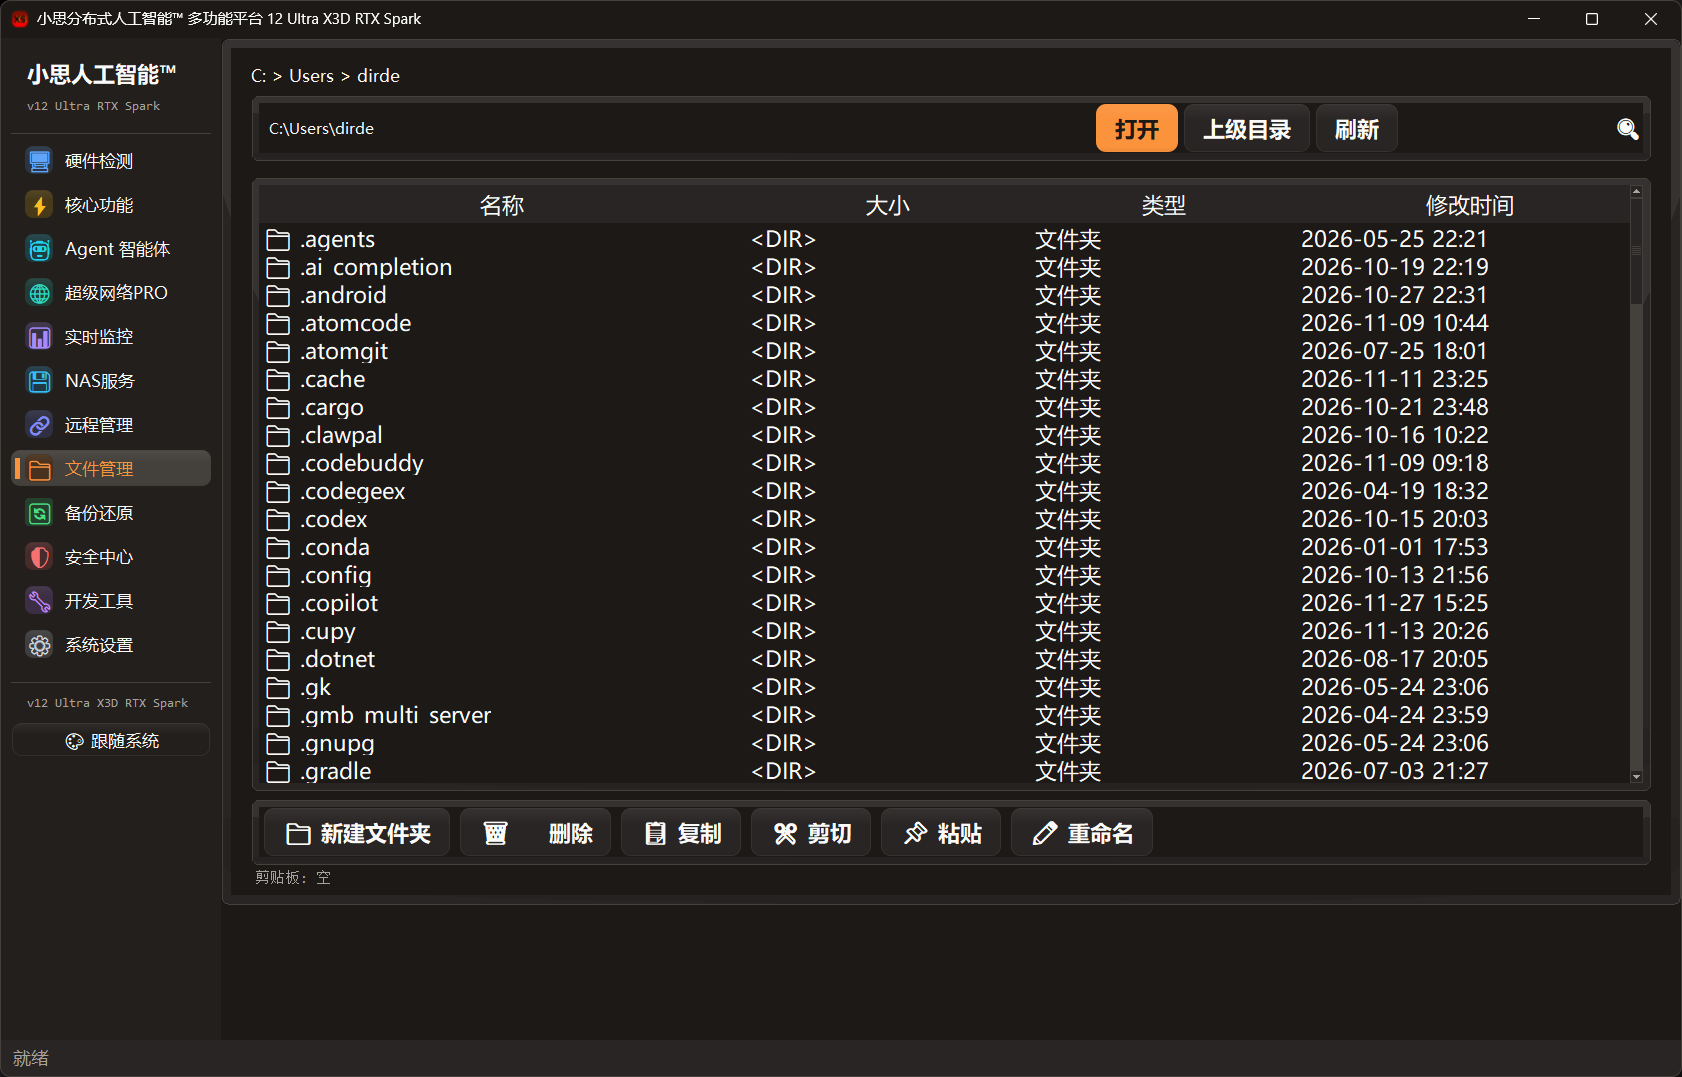 小思分布式人工智能™ 多功能平台 12 Ultra X3D RTX Spark
小思人工智能™
v12 Ultra RTX Spark
硬件检测
核心功能
Agent 智能体
超级网络PRO
实时监控
NAS服务
远程管理
文件管理
备份还原
安全中心
开发工具
系统设置
v12 Ultra X3D RTX Spark
跟随系统
C: > Users > dirde
C:\Users\dirde 打开 上级目录 刷新
名称 大小 类型 修改时间
.agents <DIR> 文件夹 2026-05-25 22:21
.ai completion <DIR> 文件夹 2026-10-19 22:19
.android <DIR> 文件夹 2026-10-27 22:31
.atomcode <DIR> 文件夹 2026-11-09 10:44
.atomgit <DIR> 文件夹 2026-07-25 18:01
.cache <DIR> 文件夹 2026-11-11 23:25
.cargo <DIR> 文件夹 2026-10-21 23:48
.clawpal <DIR> 文件夹 2026-10-16 10:22
.codebuddy <DIR> 文件夹 2026-11-09 09:18
.codegeex <DIR> 文件夹 2026-04-19 18:32
.codex <DIR> 文件夹 2026-10-15 20:03
.conda <DIR> 文件夹 2026-01-01 17:53
.config <DIR> 文件夹 2026-10-13 21:56
.copilot <DIR> 文件夹 2026-11-27 15:25
.cupy <DIR> 文件夹 2026-11-13 20:26
.dotnet <DIR> 文件夹 2026-08-17 20:05
.gk <DIR> 文件夹 2026-05-24 23:06
.gmb multi server <DIR> 文件夹 2026-04-24 23:59
.gnupg <DIR> 文件夹 2026-05-24 23:06
.gradle <DIR> 文件夹 2026-07-03 21:27
新建文件夹 删除 复制 剪切 粘贴 重命名
剪贴板：空
就绪